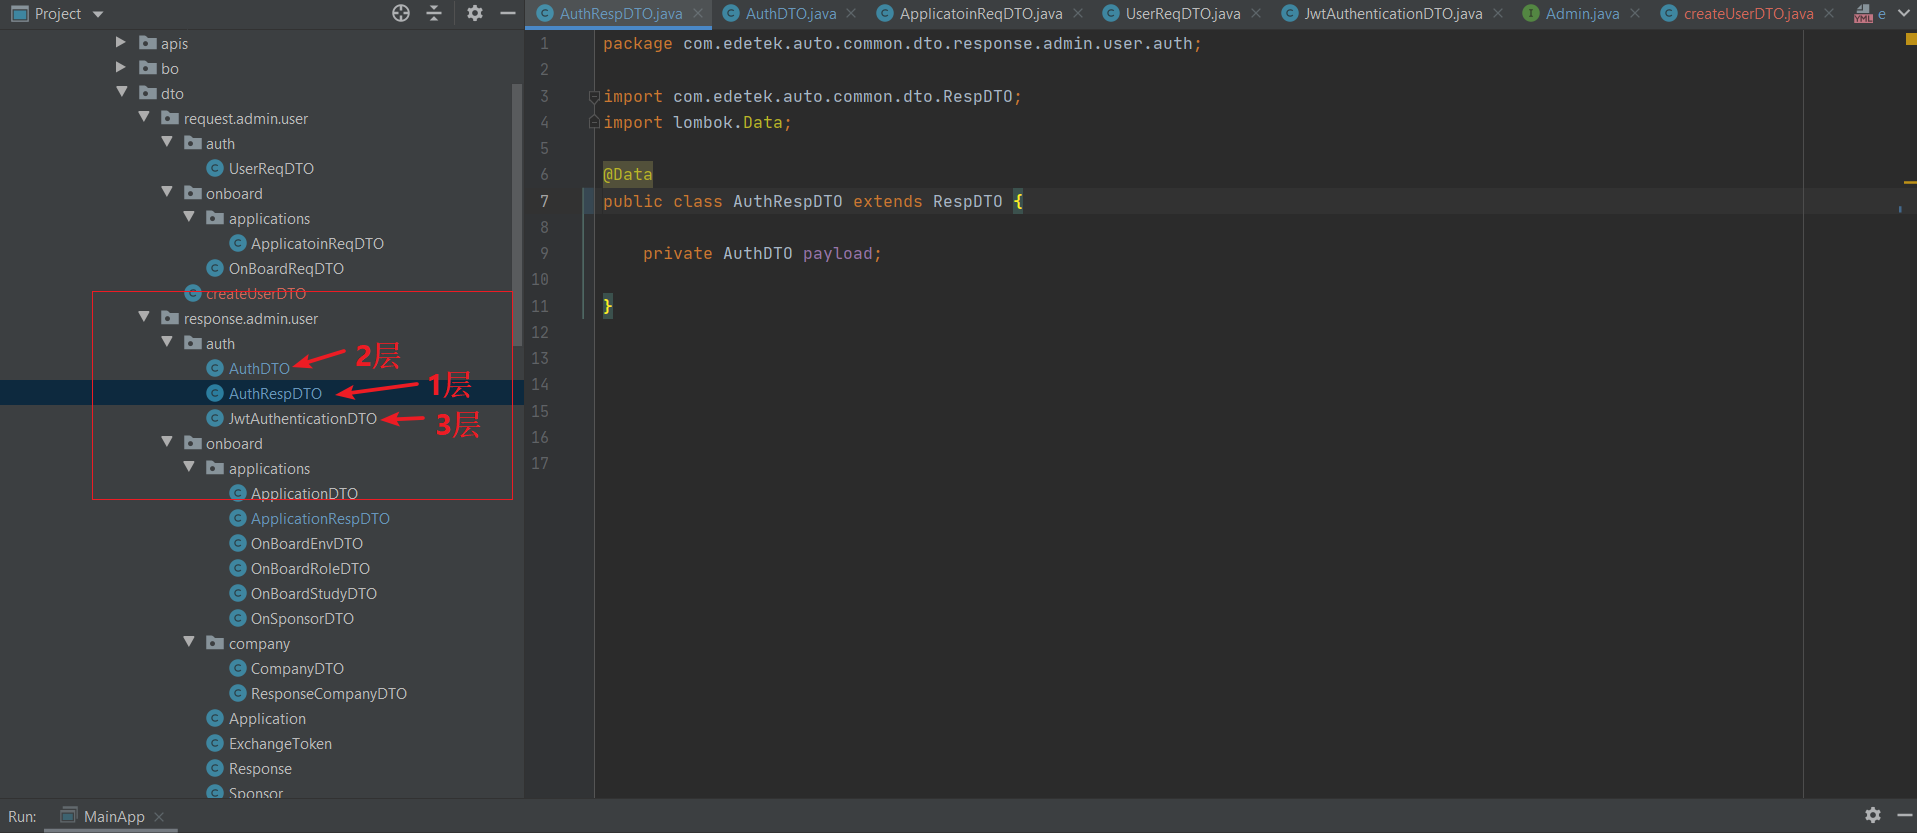 Project
apis
bo
dto
request.admin.user
auth
UserReqDTO
onboard
applications
ApplicatoinReqDTO
OnBoardReqDTO
createUserDTO
response.admin.user
auth
AuthDTO
2层
AuthRespDTO
1层
JwtAuthenticationDTO
3层
onboard
applications
ApplicationDTO
ApplicationRespDTO
OnBoardEnvDTO
OnBoardRoleDTO
OnBoardStudyDTO
OnSponsorDTO
company
CompanyDTO
ResponseCompanyDTO
Application
ExchangeToken
Response
Sponsor
AuthRespDTO.java AuthDTO.java ApplicatoinReqDTO.java UserReqDTO.java JwtAuthenticationDTO.java Admin.java createUserDTO.java YML e
1 package com.edetek.auto.common.dto.response.admin.user.auth;
2
3 import com.edetek.auto.common.dto.RespDTO;
4 import lombok.Data;
5
6 @Data
7 public class AuthRespDTO extends RespDTO {
8
9 private AuthDTO payload;
10
11 }
12
13
14
15
16
17
Run: MainApp